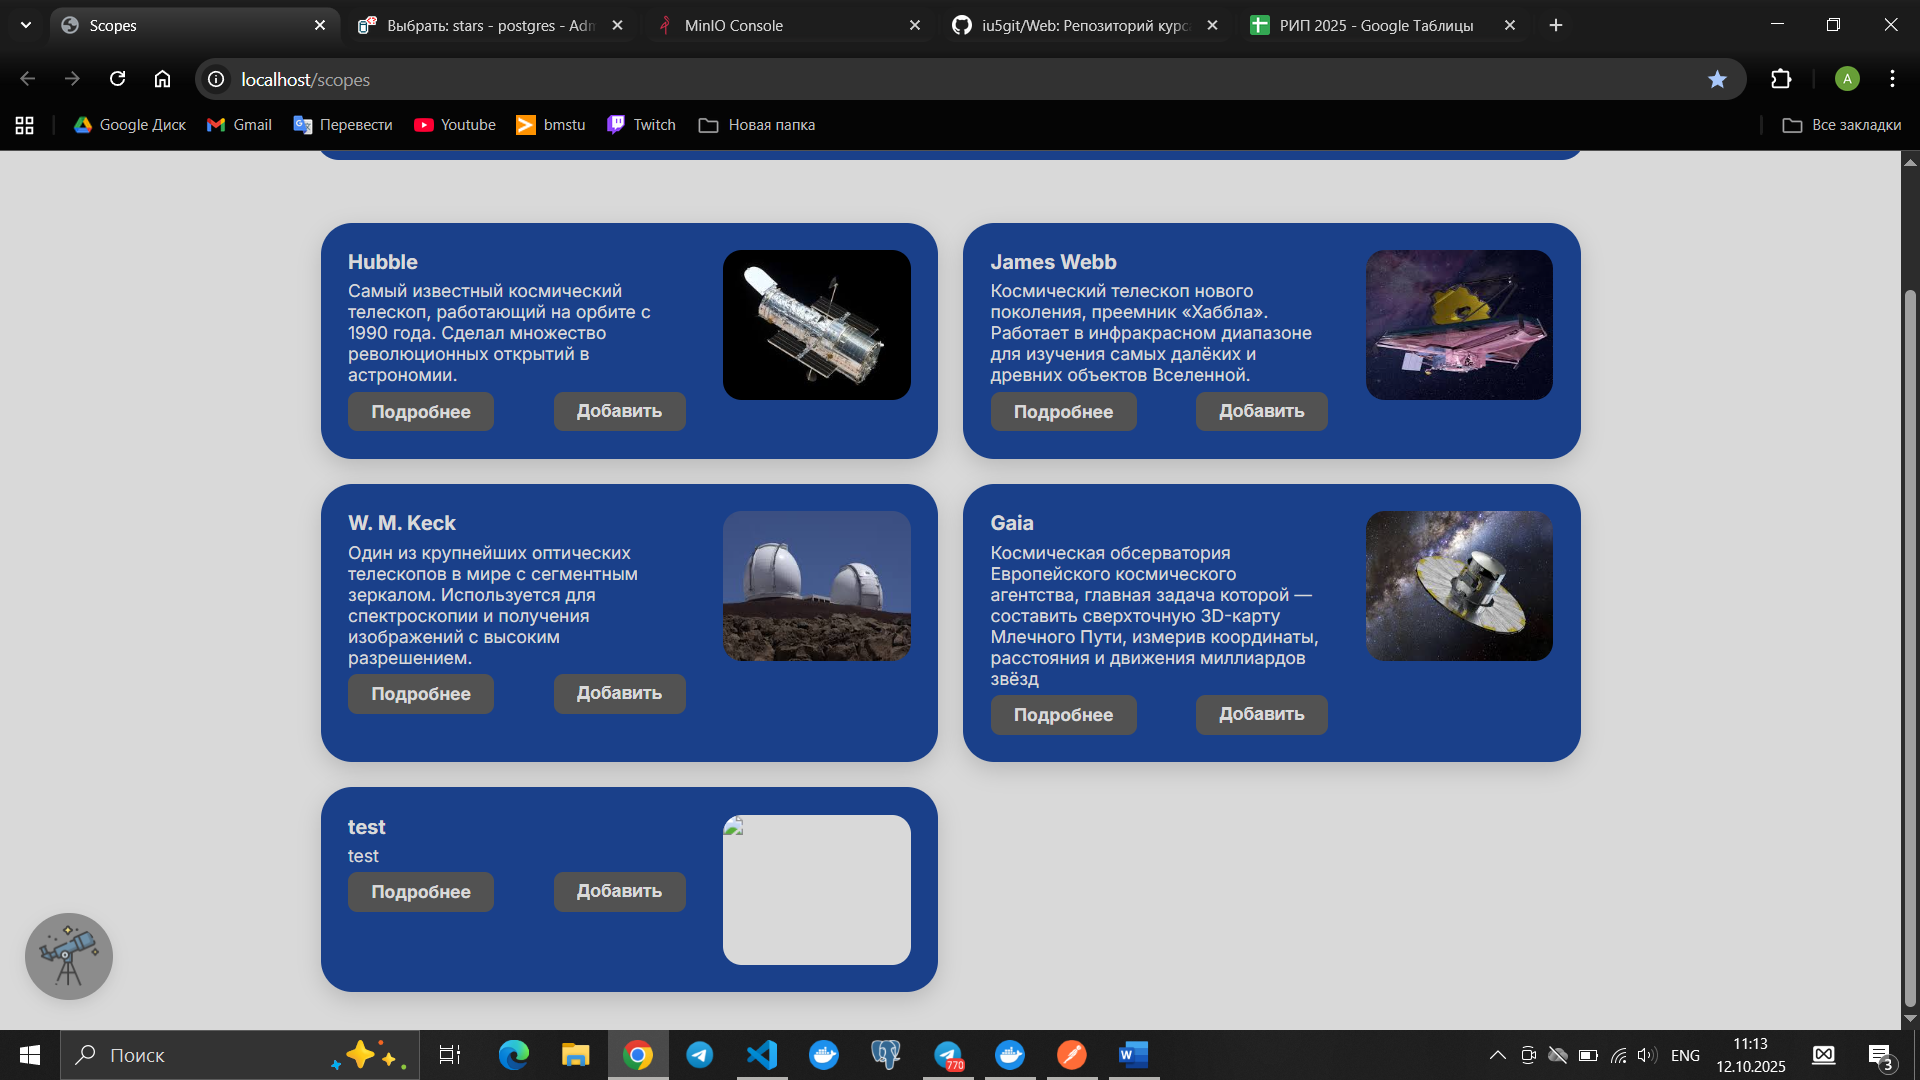 Scopes
Выбрать: stars - postgres - Adm
MinIO Console
iu5git/Web: Репозиторий курс
РИП 2025 - Google Таблицы
localhost/scopes
A
Google Диск
Gmail
Перевести
Youtube
bmstu
Twitch
Новая папка
Все закладки
Hubble
Самый известный космический
телескоп, работающий на орбите с
1990 года. Сделал множество
революционных открытий в
астрономии.
Подробнее
Добавить
James Webb
Космический телескоп нового
поколения, преемник «Хаббла».
Работает в инфракрасном диапазоне
для изучения самых далёких и
древних объектов Вселенной.
Подробнее
Добавить
W. M. Keck
Один из крупнейших оптических
телескопов в мире с сегментным
зеркалом. Используется для
спектроскопии и получения
изображений с высоким
разрешением.
Подробнее
Добавить
Gaia
Космическая обсерватория
Европейского космического
агентства, главная задача которой —
составить сверхточную 3D-карту
Млечного Пути, измерив координаты,
расстояния и движения миллиардов
звёзд
Подробнее
Добавить
test
test
Подробнее
Добавить
Поиск
770
ENG
11:13
12.10.2025
3